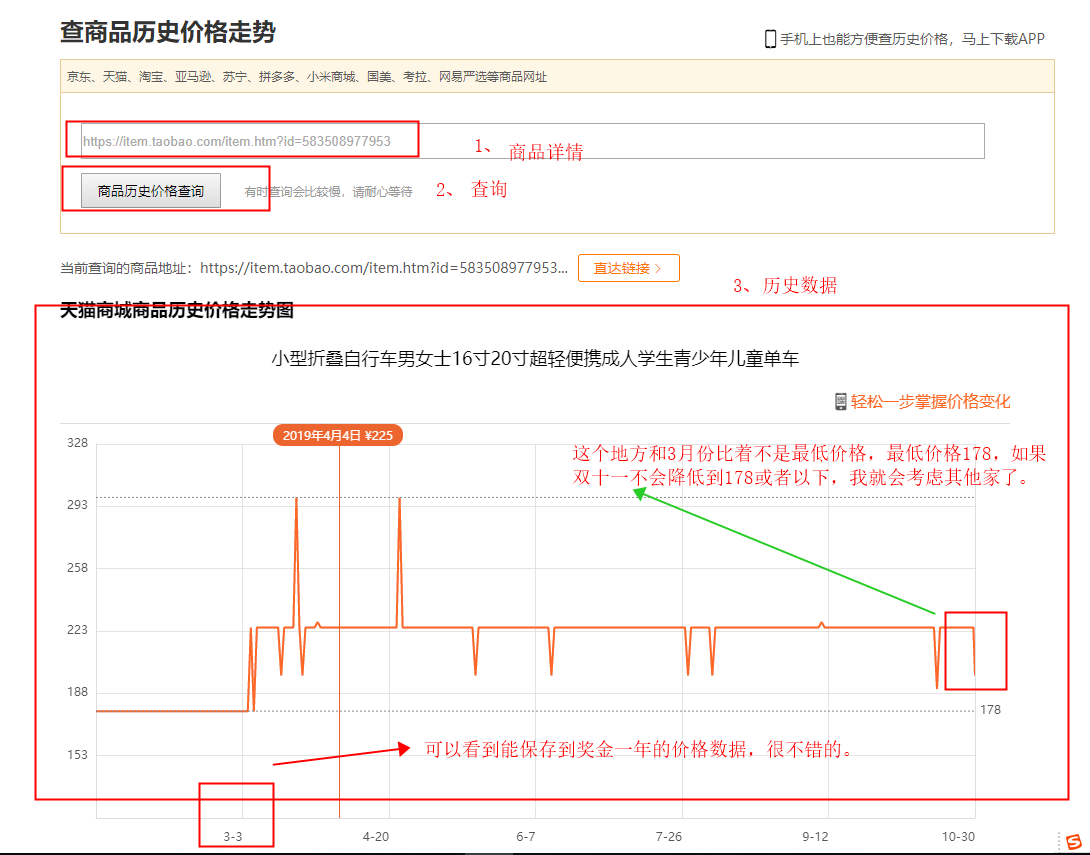 查商品历史价格走势
手机上也能方便查历史价格，马上下载APP
京东、天猫、淘宝、亚马逊、苏宁、拼多多、小米商城、国美、考拉、网易严选等商品网址
https://item.taobao.com/item.htm?id=583508977953
1、 商品详情
商品历史价格查询
有时查询会比较慢，请耐心等待
2、 查询
当前查询的商品地址：https://item.taobao.com/item.htm?id=583508977953...
直达链接 >
3、历史数据
天猫商城商品历史价格走势图
小型折叠自行车男女士16寸20寸超轻便携成人学生青少年儿童单车
轻松一步掌握价格变化
2019年4月4日 ¥225
这个地方和3月份比着不是最低价格，最低价格178，如果
双十一不会降低到178或者以下，我就会考虑其他家了。
328
293
258
223
188
178
153
可以看到能保存到奖金一年的价格数据，很不错的。
3-3
4-20
6-7
7-26
9-12
10-30
S